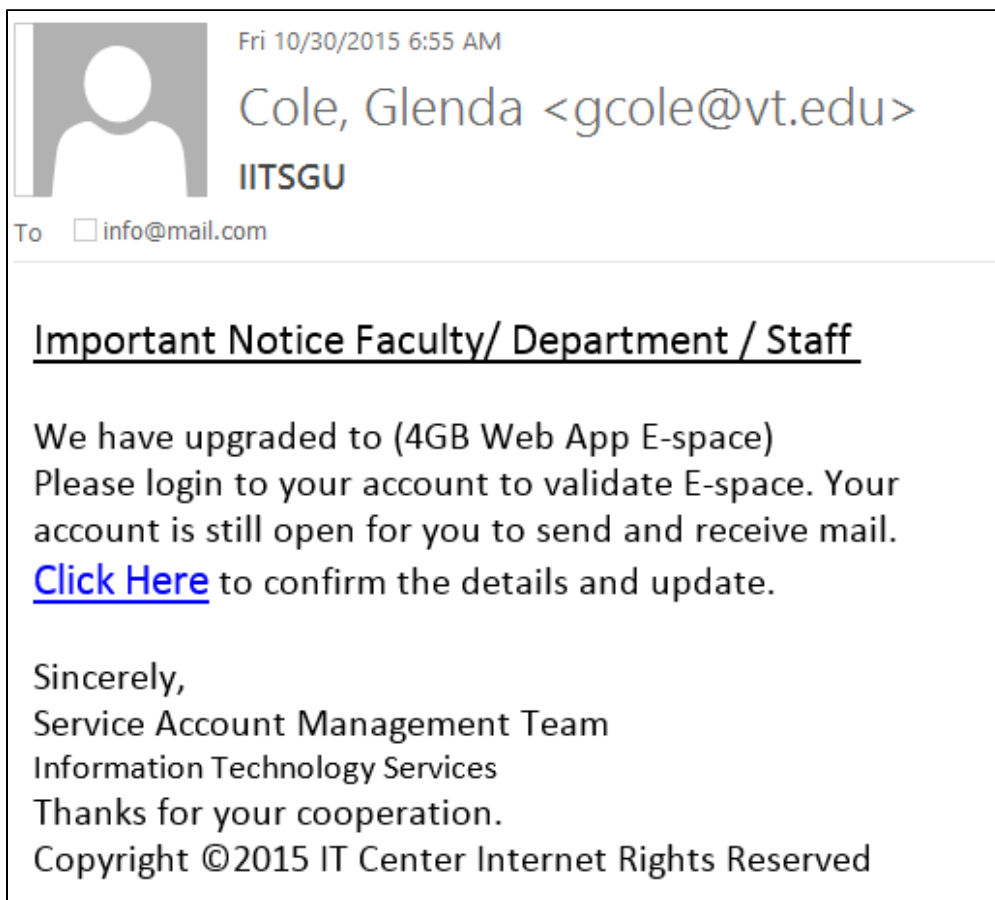 Fri 10/30/2015 6:55 AM
Cole, Glenda <gcole@vt.edu>
IITSGU
To info@mail.com
Important Notice Faculty/ Department / Staff
We have upgraded to (4GB Web App E-space)
Please login to your account to validate E-space. Your
account is still open for you to send and receive mail.
Click Here to confirm the details and update.
Sincerely,
Service Account Management Team
Information Technology Services
Thanks for your cooperation.
Copyright ©2015 IT Center Internet Rights Reserved